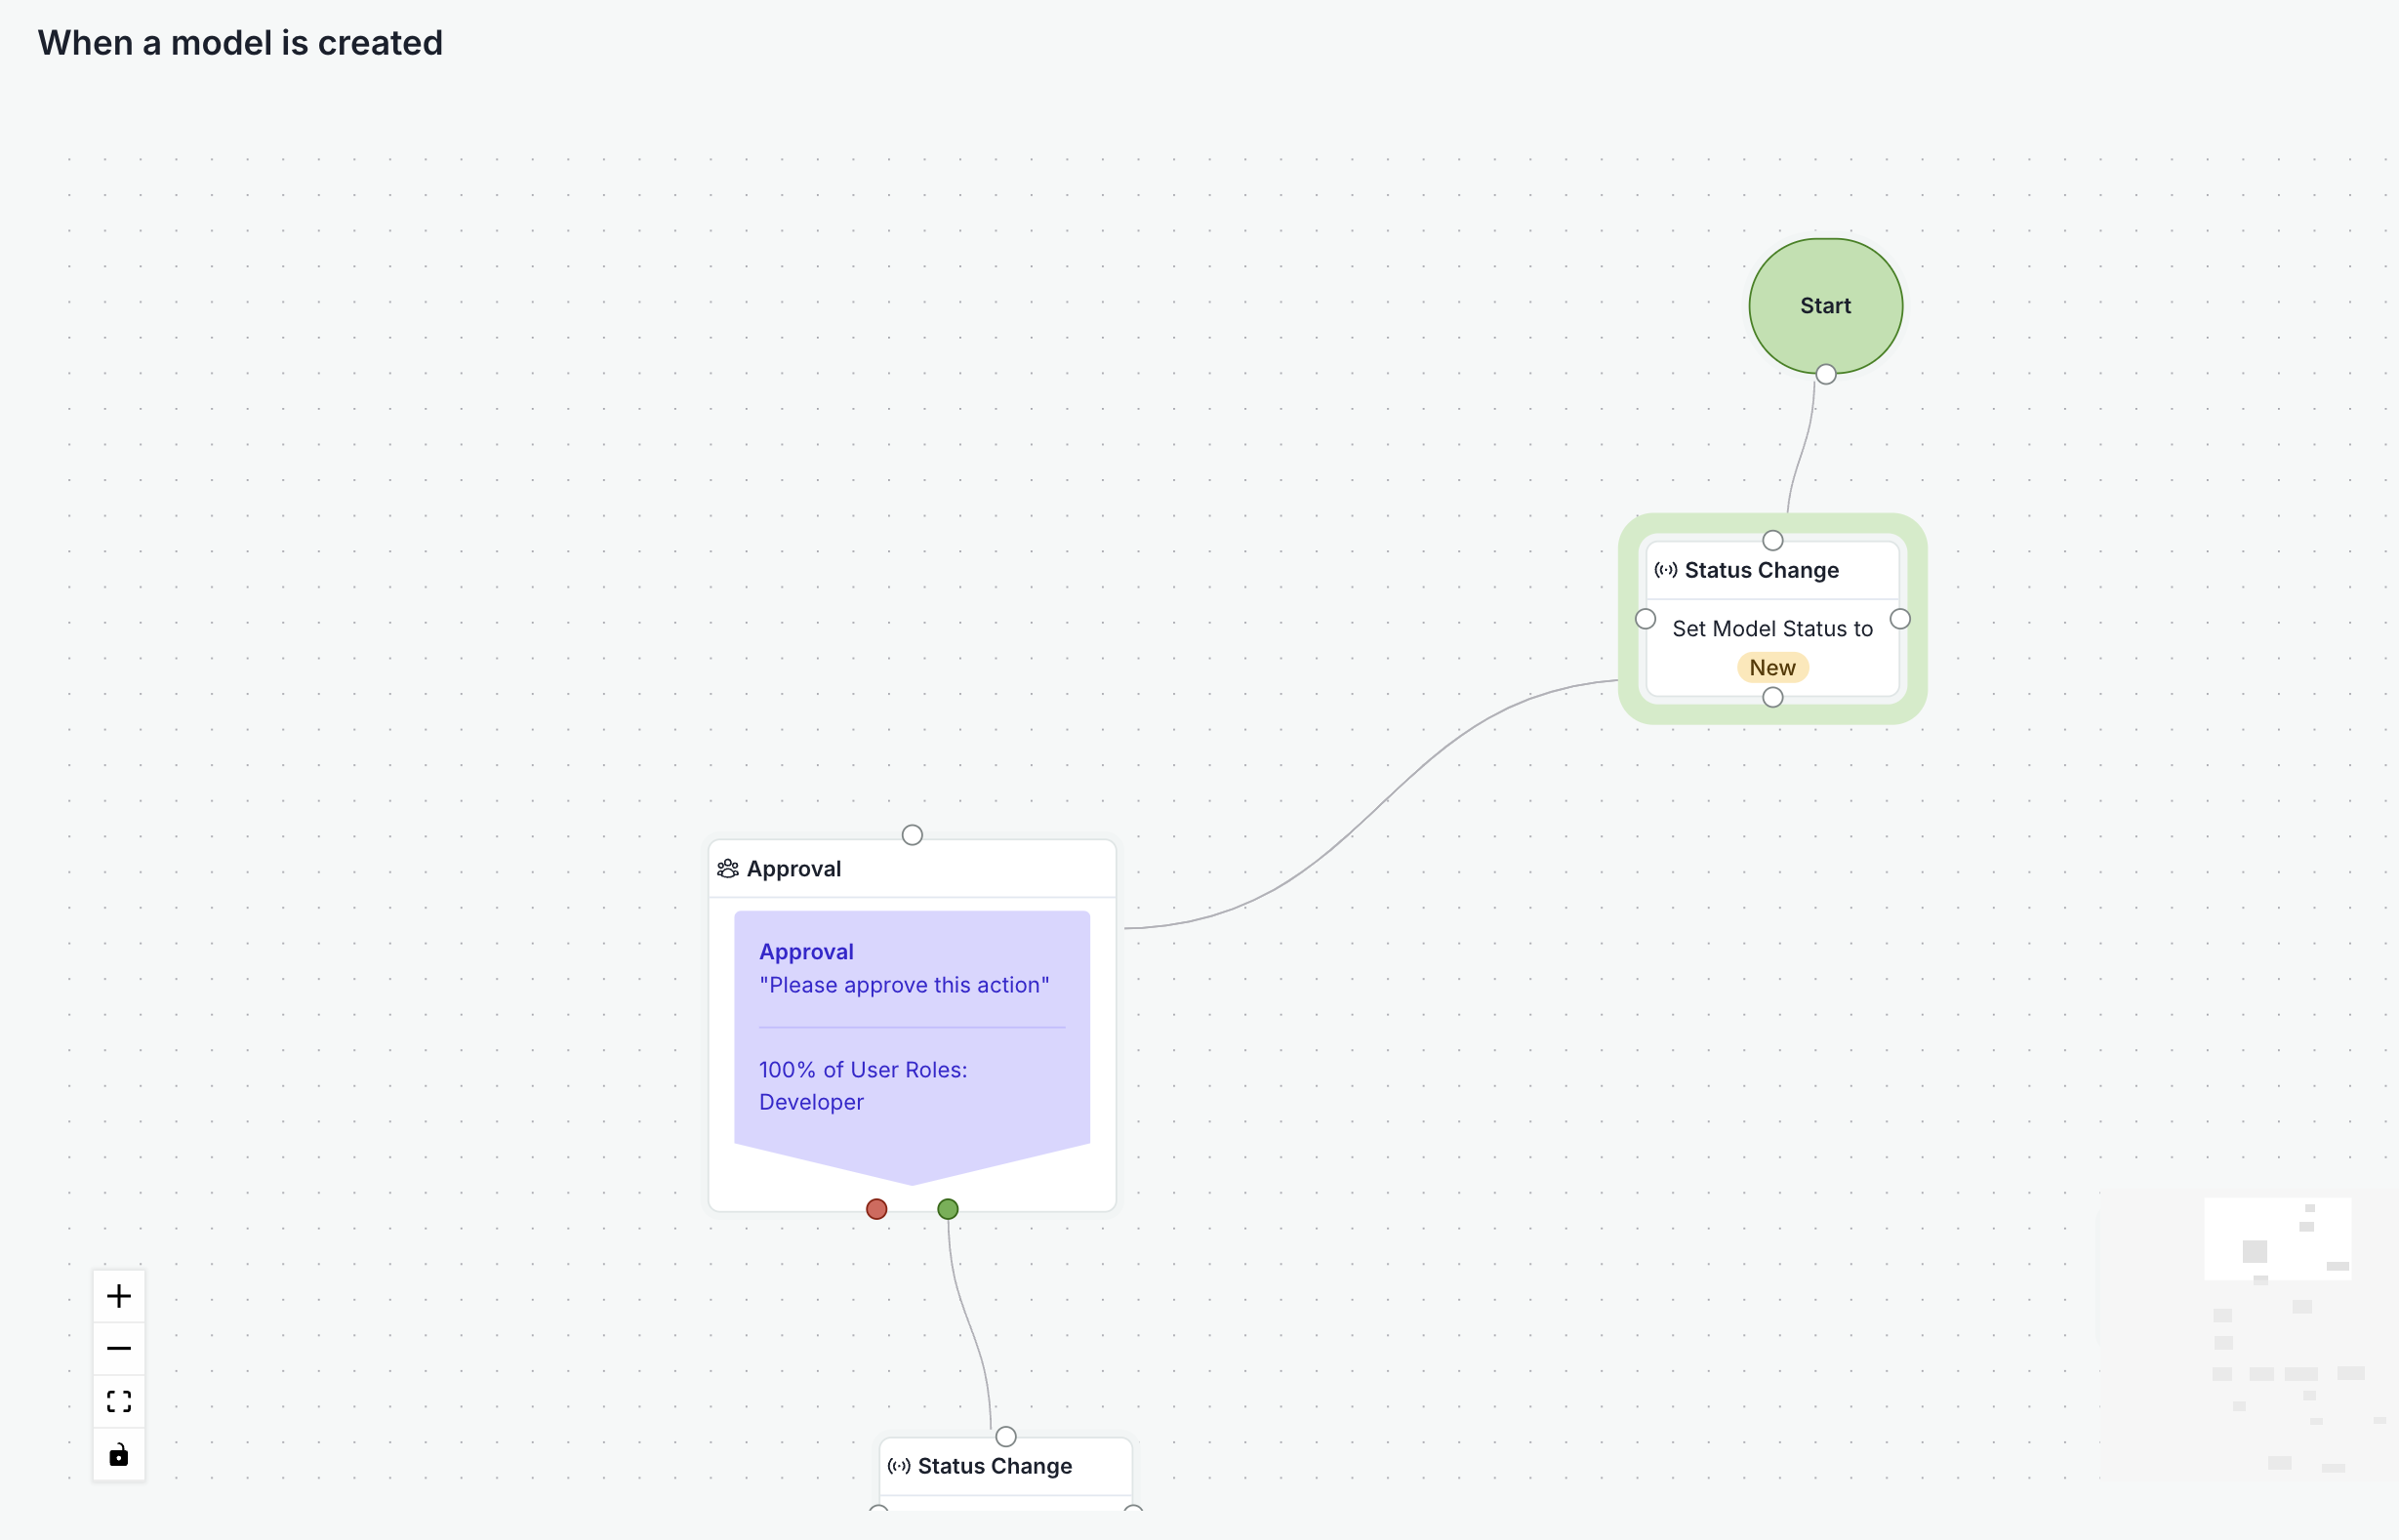 When a model is created
Start
Status Change
Set Model Status to
New
Approval
Approval
"Please approve this action"
100% of User Roles:
Developer
Status Change